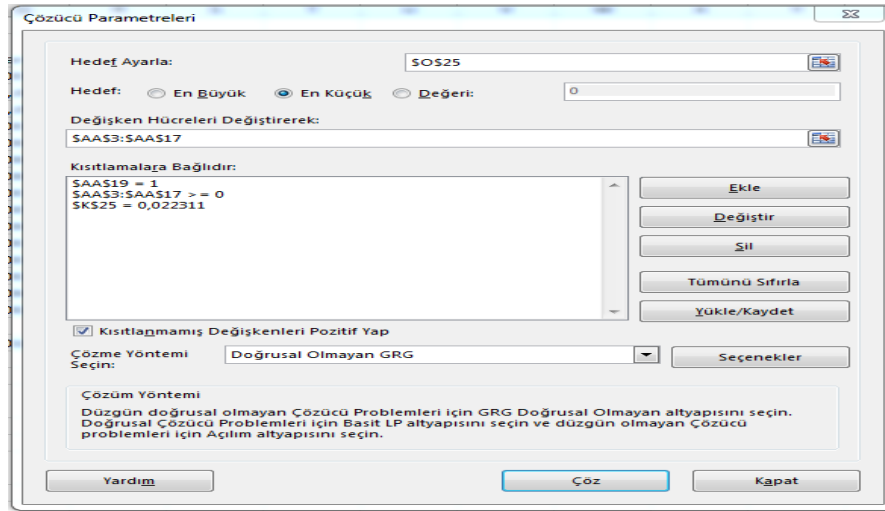 Çözücü Parametreleri
Hedef Ayarla: $O$25
Hedef: En Büyük En Küçük Değeri: 0
Değişken Hücreleri Değiştirerek:
$AA$3:$AA$17
Kısıtlamalara Bağlıdır:
$AA$19 = 1
$AA$3:$AA$17 >= 0
$K$25 = 0,022311
Ekle
Değiştir
Sil
Tümünü Sıfırla
Yükle/Kaydet
Kısıtlanmamış Değişkenleri Pozitif Yap
Çözme Yöntemi
Seçin:
Doğrusal Olmayan GRG
Seçenekler
Çözüm Yöntemi
Düzgün doğrusal olmayan Çözücü Problemleri için GRG Doğrusal Olmayan altyapısını seçin.
Doğrusal Çözücü Problemleri için Basit LP altyapısını seçin ve düzgün olmayan Çözücü
problemleri için Açılım altyapısını seçin.
Yardım
Çöz
Kapat